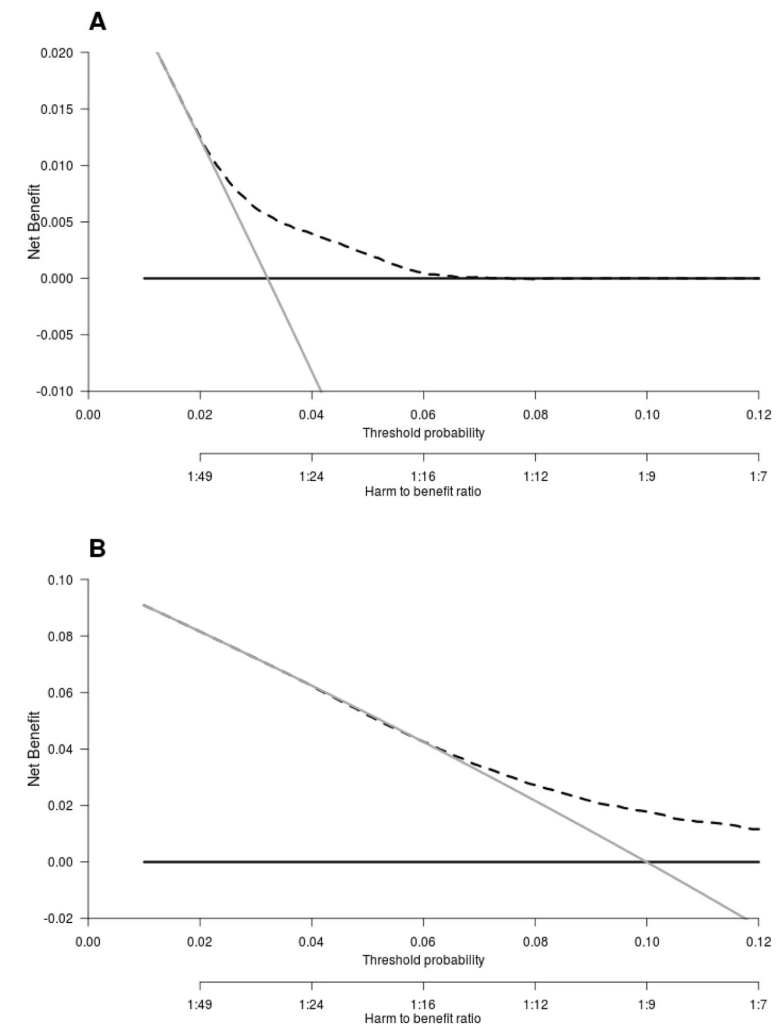 A
0.020
0.015
0.010
0.005
0.000
-0.005
-0.010
Net Benefit
0.00 0.02 0.04 0.06 0.08 0.10 0.12
Threshold probability
1:49 1:24 1:16 1:12 1:9 1:7
Harm to benefit ratio
B
0.10
0.08
0.06
0.04
0.02
0.00
-0.02
Net Benefit
0.00 0.02 0.04 0.06 0.08 0.10 0.12
Threshold probability
1:49 1:24 1:16 1:12 1:9 1:7
Harm to benefit ratio